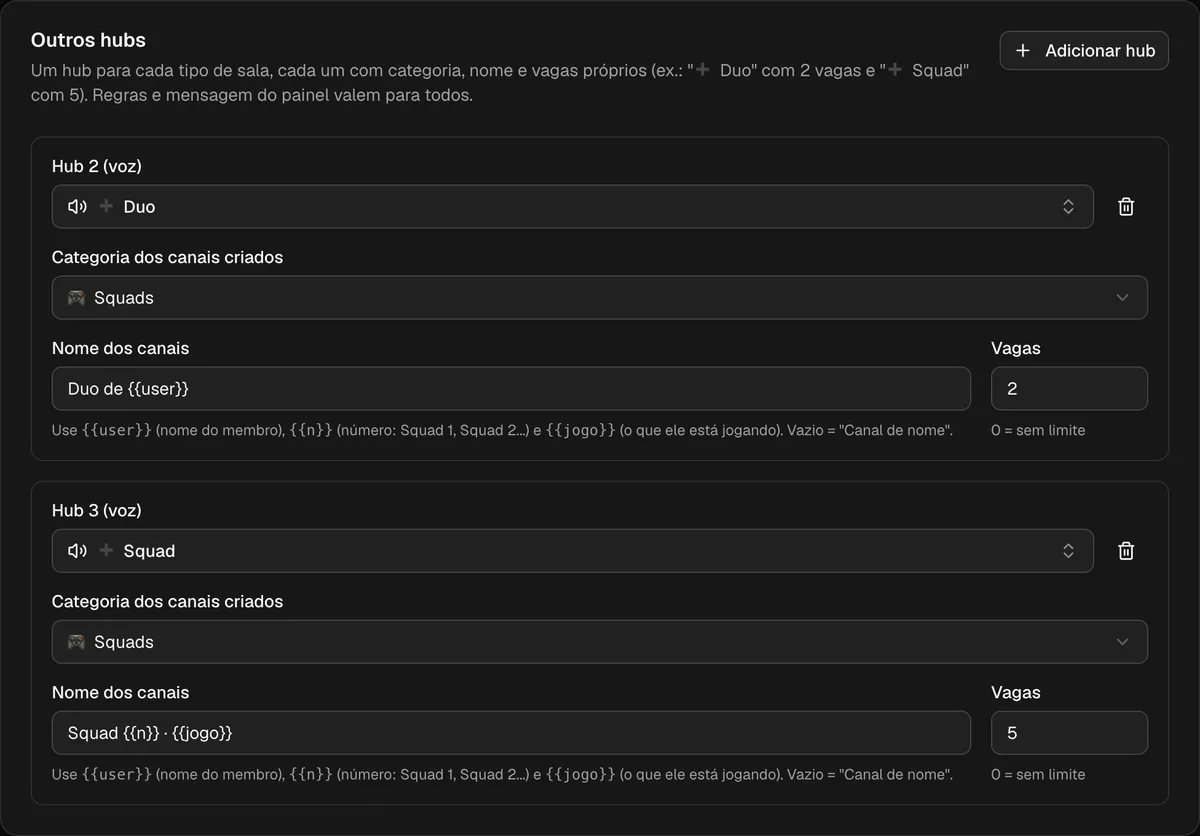 Outros hubs
Adicionar hub
Um hub para cada tipo de sala, cada um com categoria, nome e vagas próprios (ex.: "➕ Duo" com 2 vagas e "➕ Squad"
com 5). Regras e mensagem do painel valem para todos.
Hub 2 (voz)
➕ Duo
Categoria dos canais criados
🎮 Squads
Nome dos canais
Vagas
Duo de {{user}}
2
Use {{user}} (nome do membro), {{n}} (número: Squad 1, Squad 2…) e {{jogo}} (o que ele está jogando). Vazio = "Canal de nome".
0 = sem limite
Hub 3 (voz)
➕ Squad
Categoria dos canais criados
🎮 Squads
Nome dos canais
Vagas
Squad {{n}} · {{jogo}}
5
Use {{user}} (nome do membro), {{n}} (número: Squad 1, Squad 2…) e {{jogo}} (o que ele está jogando). Vazio = "Canal de nome".
0 = sem limite